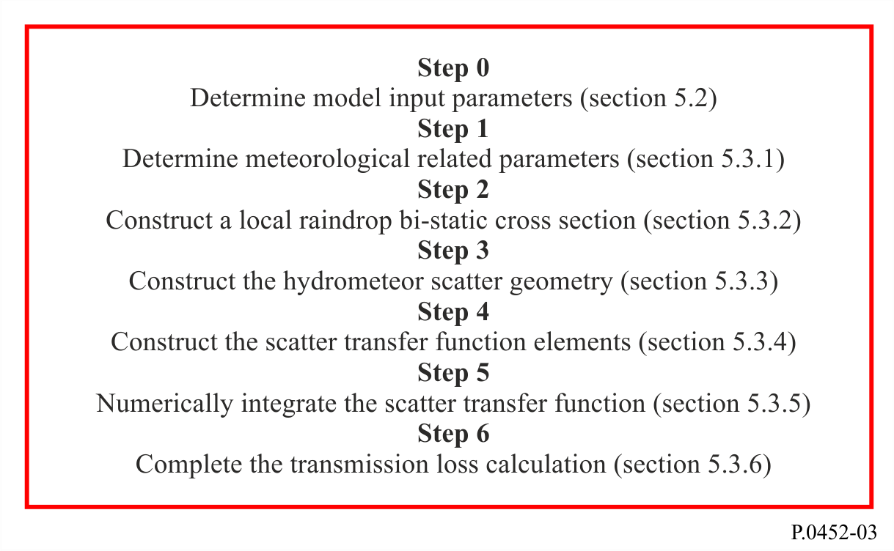 Step 0
Determine model input parameters (section 5.2)
Step 1
Determine meteorological related parameters (section 5.3.1)
Step 2
Construct a local raindrop bi-static cross section (section 5.3.2)
Step 3
Construct the hydrometeor scatter geometry (section 5.3.3)
Step 4
Construct the scatter transfer function elements (section 5.3.4)
Step 5
Numerically integrate the scatter transfer function (section 5.3.5)
Step 6
Complete the transmission loss calculation (section 5.3.6)
P.0452-03